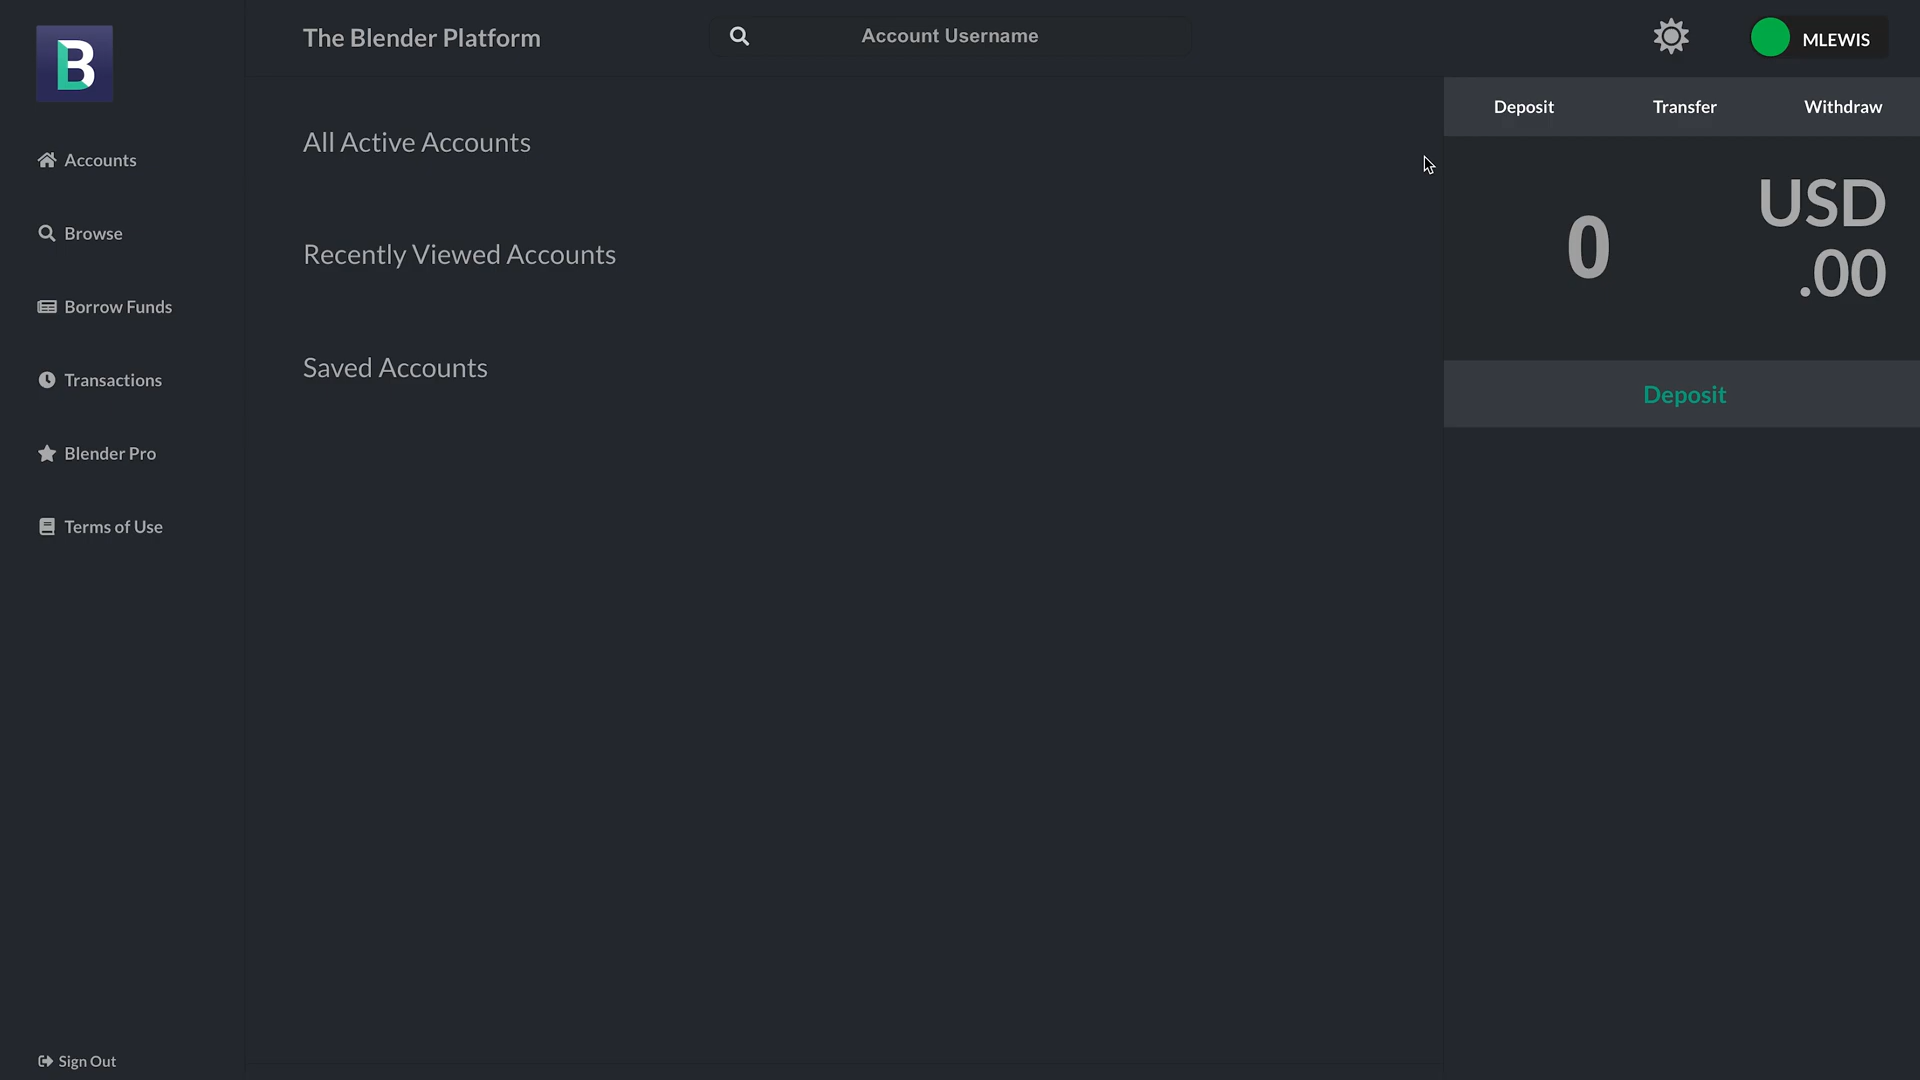 B
The Blender Platform
Account Username
MLEWIS
Accounts
Browse
Borrow Funds
Transactions
Blender Pro
Terms of Use
Sign Out
All Active Accounts
Recently Viewed Accounts
Saved Accounts
Deposit Transfer Withdraw
0 USD
.00
Deposit